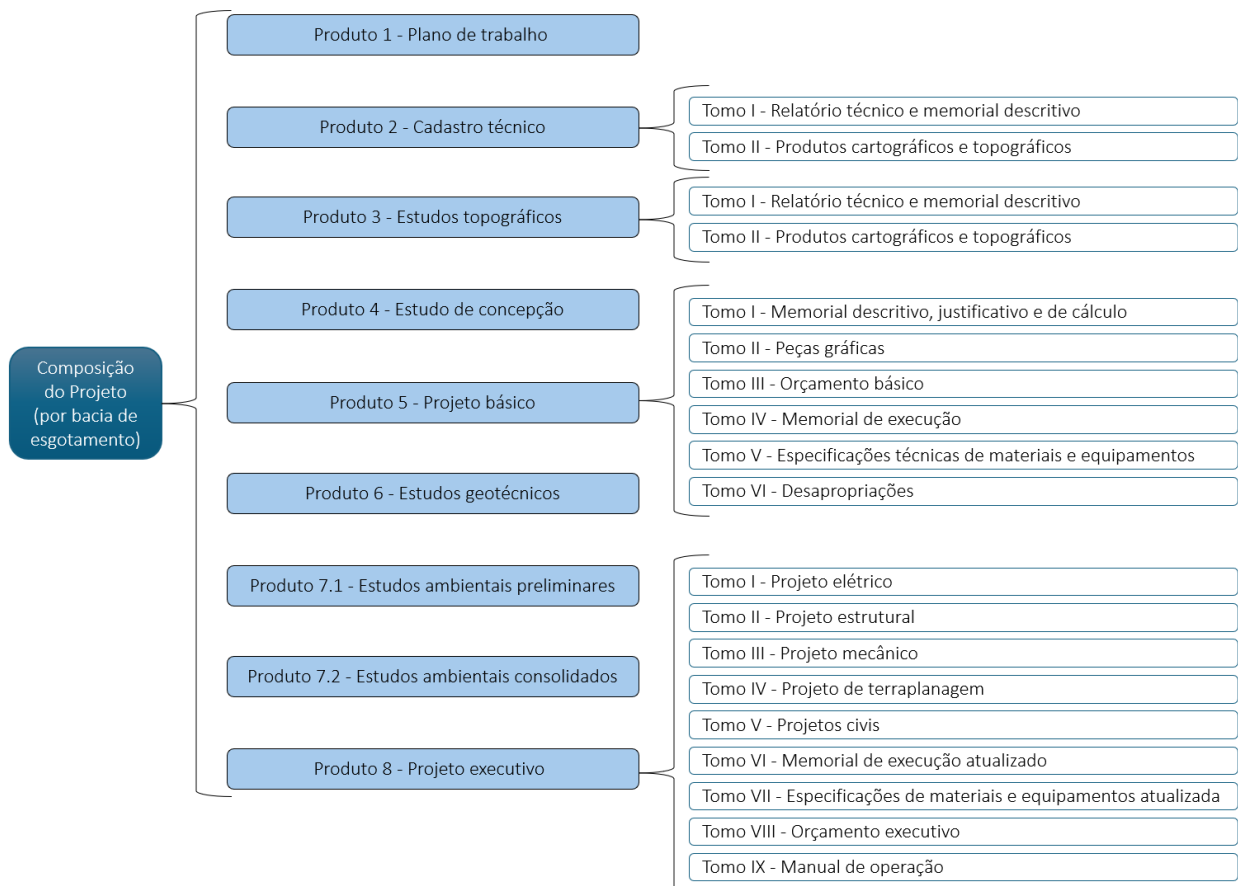 Composição
do Projeto
(por bacia de
esgotamento)
Produto 1 - Plano de trabalho
Produto 2 - Cadastro técnico
Tomo I - Relatório técnico e memorial descritivo
Tomo II - Produtos cartográficos e topográficos
Produto 3 - Estudos topográficos
Tomo I - Relatório técnico e memorial descritivo
Tomo II - Produtos cartográficos e topográficos
Produto 4 - Estudo de concepção
Produto 5 - Projeto básico
Tomo I - Memorial descritivo, justificativo e de cálculo
Tomo II - Peças gráficas
Tomo III - Orçamento básico
Tomo IV - Memorial de execução
Tomo V - Especificações técnicas de materiais e equipamentos
Tomo VI - Desapropriações
Produto 6 - Estudos geotécnicos
Produto 7.1 - Estudos ambientais preliminares
Produto 7.2 - Estudos ambientais consolidados
Produto 8 - Projeto executivo
Tomo I - Projeto elétrico
Tomo II - Projeto estrutural
Tomo III - Projeto mecânico
Tomo IV - Projeto de terraplanagem
Tomo V - Projetos civis
Tomo VI - Memorial de execução atualizado
Tomo VII - Especificações de materiais e equipamentos atualizada
Tomo VIII - Orçamento executivo
Tomo IX - Manual de operação